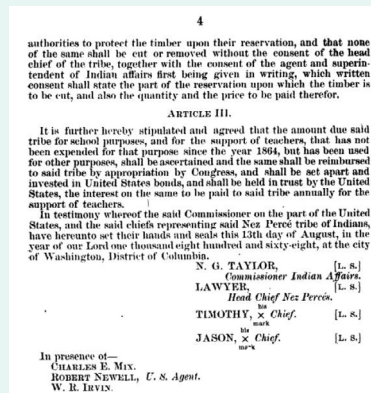 4
authorities to protect the timber upon their reservation, and that none
of the same shall be cut or removed without the consent of the head
chief of the tribe, together with the consent of the agent and superin-
tendent of Indian affairs first being given in writing, which written
consent shall state the part of the reservation upon which the timber is
to be cut, and also the quantity and the price to be paid therefor.
ARTICLE III.
It is further hereby stipulated and agreed that the amount due said
tribe for school purposes, and for the support of teachers, that has not
been expended for that purpose since the year 1864, but has been used
for other purposes, shall be ascertained and the same shall be reimbursed
to said tribe by appropriation by Congress, and shall be set apart and
invested in United States bonds, and shall be held in trust by the United
States, the interest on the same to be paid to said tribe annually for the
support of teachers.
In testimony whereof the said Commissioner on the part of the United
States, and the said chiefs representing said Nez Percé tribe of Indians,
have hereunto set their hands and seals this 13th day of August, in the
year of our Lord one thousand eight hundred and sixty-eight, at the city
of Washington, District of Columbia.
N. G. TAYLOR, [L. S.]
Commissioner Indian Affairs.
LAWYER, [L. S.]
Head Chief Nez Percés.
his
TIMOTHY, × Chief. [L. S.]
mark
his
JASON, × Chief. [L. S.]
mark
In presence of—
CHARLES E. MIX.
ROBERT NEWELL, U. S. Agent.
W. R. IRVIN.